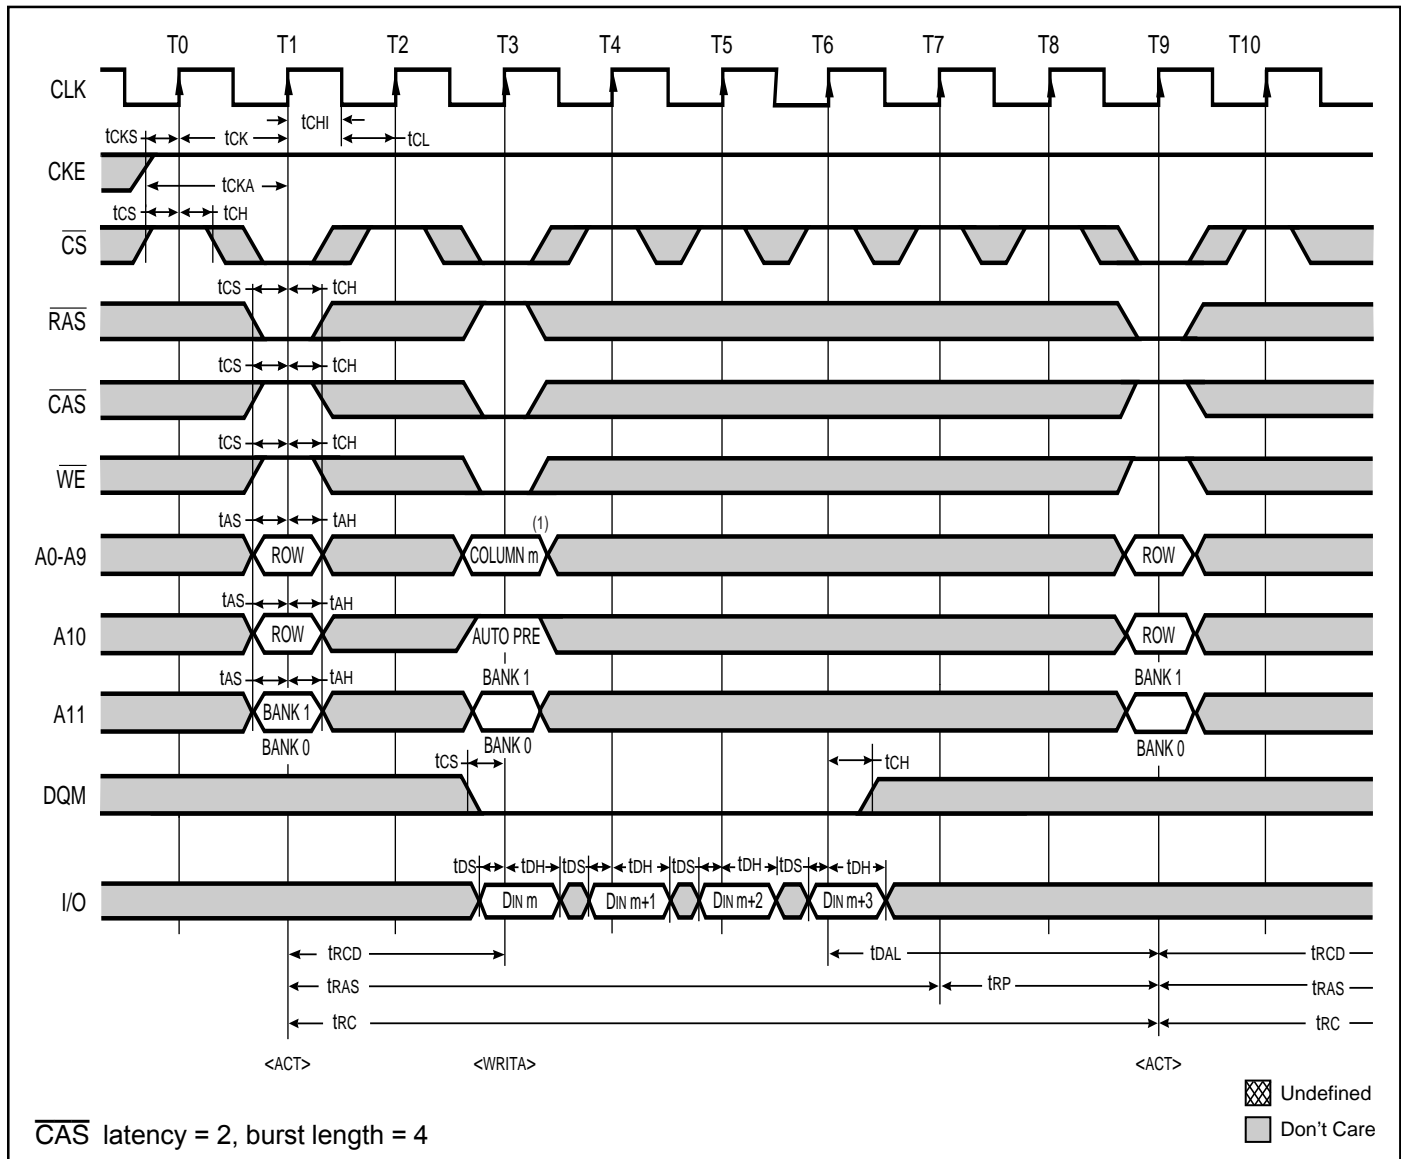 T0 T1 T2 T3 T4 T5 T6 T7 T8 T9 T10
CLK
tCHI
tCKS tCK tCL
CKE
tCKA
tCS tCH
CS
tCS tCH
RAS
tCS tCH
CAS
tCS tCH
WE
tAS tAH (1)
A0-A9 ROW COLUMN m ROW
tAS tAH
A10 ROW AUTO PRE ROW
tAS tAH BANK 1 BANK 1
A11 BANK 1
BANK 0 BANK 0 BANK 0
tCS tCH
DQM
tDS tDH tDS tDH tDS tDH tDS tDH
I/O DIN m DIN m+1 DIN m+2 DIN m+3
tRCD tDAL tRCD
tRAS tRP tRAS
tRC tRC
<ACT> <WRITA> <ACT>
Undefined
CAS latency = 2, burst length = 4 Don't Care